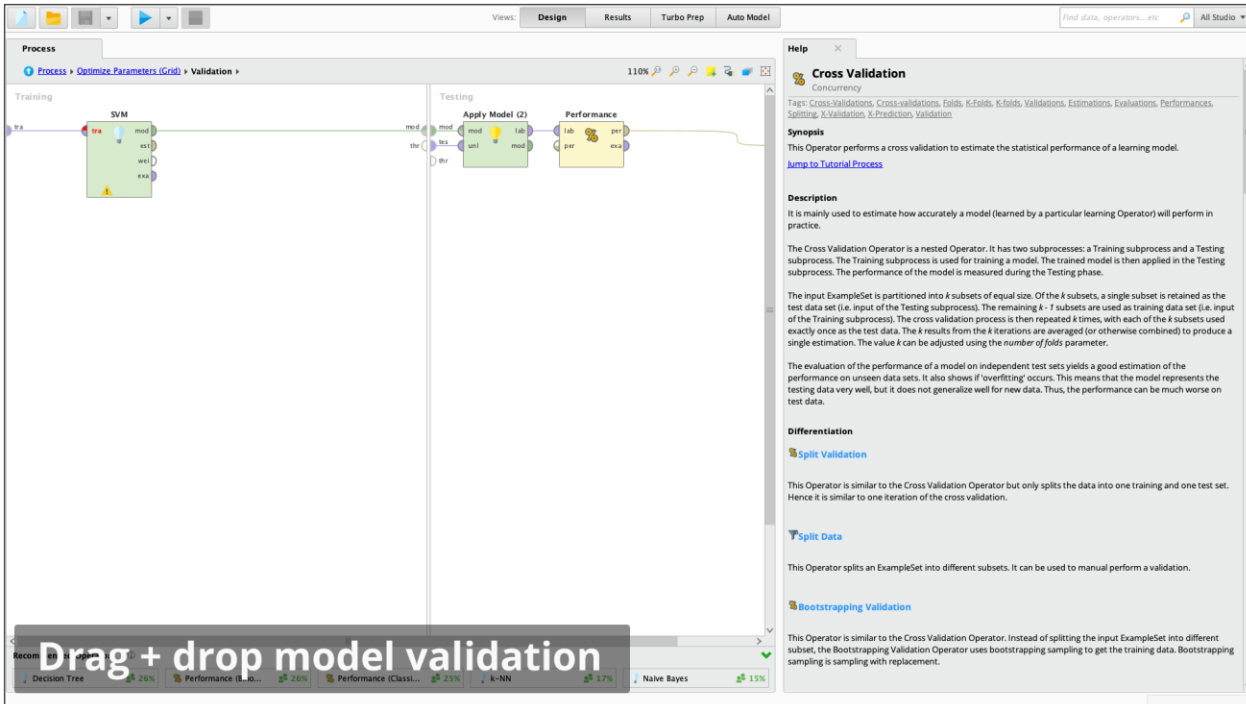 Views: Design Results Turbo Prep Auto Model
Find data, operators...etc All Studio
Process
Process Optimize Parameters (Grid) Validation
110%
Training
Testing
SVM
tra
tra mod
est
wei
exa
mod
thr
mod
tes
thr
Apply Model (2)
mod lab
unl mod
Performance
lab per
per exa
Drag + drop model validation
Decision Tree 26%
26%
Performance (Classi... 25%
k-NN 17%
Naive Bayes 15%
Help
Cross Validation
Concurrency
Tags: Cross-Validations, Cross-validations, Folds, K-Folds, K-folds, Validations, Estimations, Evaluations, Performances,
Splitting, X-Validation, X-Prediction, Validation
Synopsis
This Operator performs a cross validation to estimate the statistical performance of a learning model.
Jump to Tutorial Process
Description
It is mainly used to estimate how accurately a model (learned by a particular learning Operator) will perform in
practice.
The Cross Validation Operator is a nested Operator. It has two subprocesses: a Training subprocess and a Testing
subprocess. The Training subprocess is used for training a model. The trained model is then applied in the Testing
subprocess. The performance of the model is measured during the Testing phase.
The input ExampleSet is partitioned into k subsets of equal size. Of the k subsets, a single subset is retained as the
test data set (i.e. input of the Testing subprocess). The remaining k - 1 subsets are used as training data set (i.e. input
of the Training subprocess). The cross validation process is then repeated k times, with each of the k subsets used
exactly once as the test data. The k results from the k iterations are averaged (or otherwise combined) to produce a
single estimation. The value k can be adjusted using the number of folds parameter.
The evaluation of the performance of a model on independent test sets yields a good estimation of the
performance on unseen data sets. It also shows if 'overfitting' occurs. This means that the model represents the
testing data very well, but it does not generalize well for new data. Thus, the performance can be much worse on
test data.
Differentiation
Split Validation
This Operator is similar to the Cross Validation Operator but only splits the data into one training and one test set.
Hence it is similar to one iteration of the cross validation.
Split Data
This Operator splits an ExampleSet into different subsets. It can be used to manual perform a validation.
Bootstrapping Validation
This Operator is similar to the Cross Validation Operator. Instead of splitting the input ExampleSet into different
subset, the Bootstrapping Validation Operator uses bootstrapping sampling to get the training data. Bootstrapping
sampling is sampling with replacement.